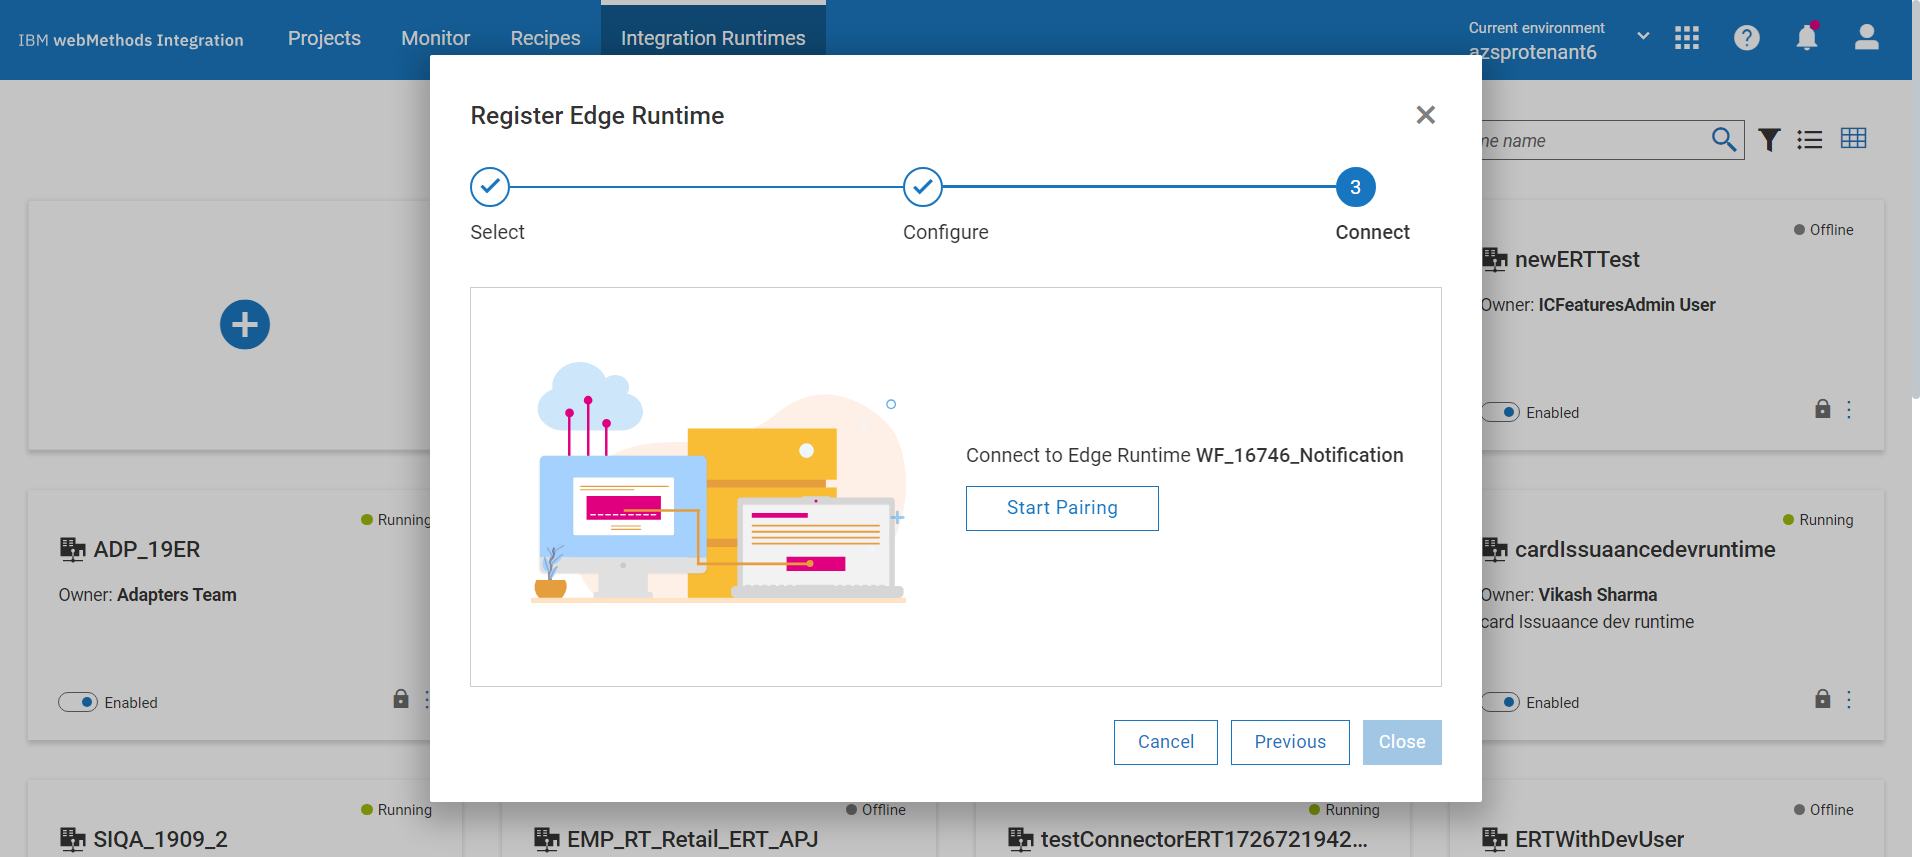 IBM webMethods Integration
Projects
Monitor
Recipes
Integration Runtimes
Current environment
azsprotenant6
Register Edge Runtime
3
Select
Configure
Connect
Connect to Edge Runtime WF_16746_Notification
Start Pairing
Cancel
Previous
Close
name
Offline
newERTTest
Owner: ICFeaturesAdmin User
Enabled
Running
ADP_19ER
Owner: Adapters Team
Enabled
Running
cardIssuaancedevruntime
Owner: Vikash Sharma
card Issuaance dev runtime
Enabled
Running
SIQA_1909_2
Offline
EMP_RT_Retail_ERT_APJ
Running
testConnectorERT1726721942...
Offline
ERTWithDevUser